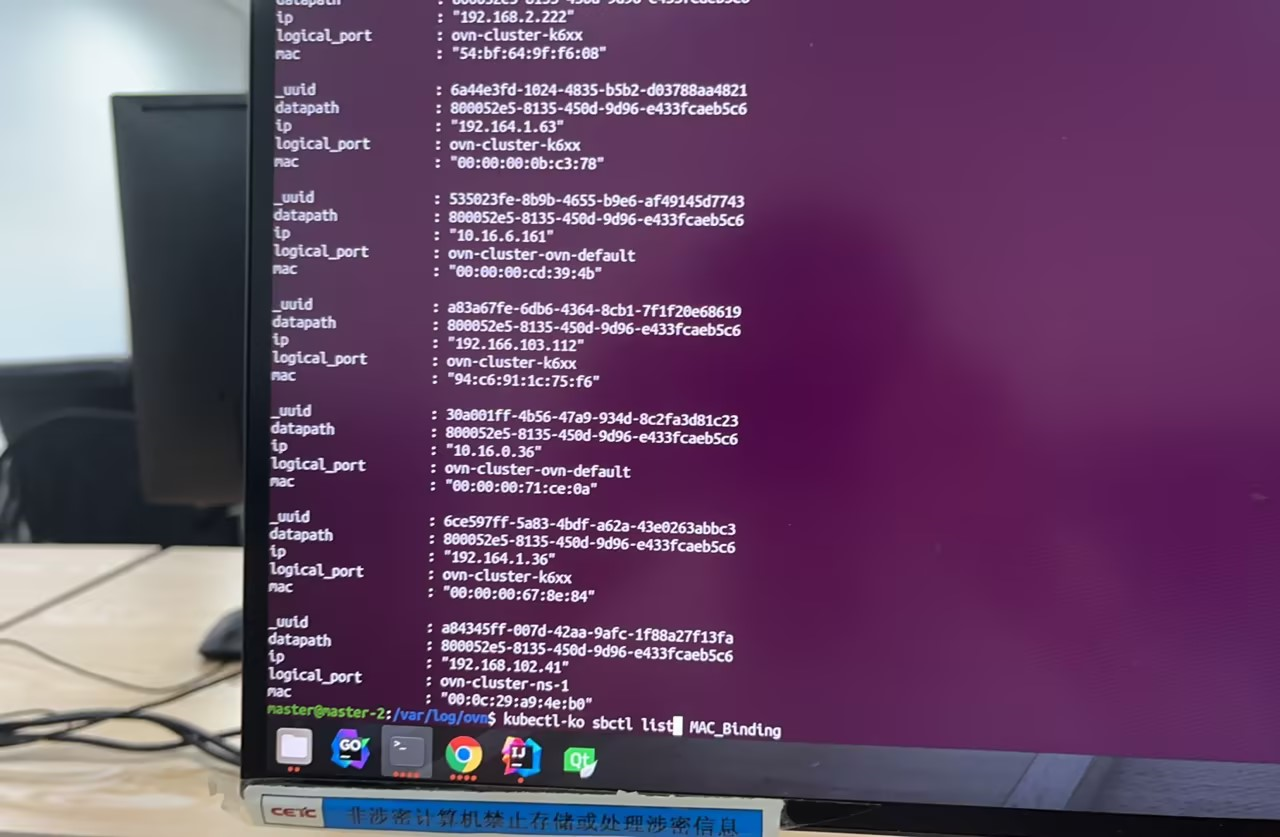 datapath : 800052e5-8135-450d-9d96-e433fcaeb5c6
ip : "192.168.2.222"
logical_port : ovn-cluster-k6xx
mac : "54:bf:64:9f:f6:08"
_uuid : 6a44e3fd-1024-4835-b5b2-d03788aa4821
datapath : 800052e5-8135-450d-9d96-e433fcaeb5c6
ip : "192.164.1.63"
logical_port : ovn-cluster-k6xx
mac : "00:00:00:0b:c3:78"
_uuid : 535023fe-8b9b-4655-b9e6-af49145d7743
datapath : 800052e5-8135-450d-9d96-e433fcaeb5c6
ip : "10.16.6.161"
logical_port : ovn-cluster-ovn-default
mac : "00:00:00:cd:39:4b"
_uuid : a83a67fe-6db6-4364-8cb1-7f1f20e68619
datapath : 800052e5-8135-450d-9d96-e433fcaeb5c6
ip : "192.166.103.112"
logical_port : ovn-cluster-k6xx
mac : "94:c6:91:1c:75:f6"
_uuid : 30a001ff-4b56-47a9-934d-8c2fa3d81c23
datapath : 800052e5-8135-450d-9d96-e433fcaeb5c6
ip : "10.16.0.36"
logical_port : ovn-cluster-ovn-default
mac : "00:00:00:71:ce:0a"
_uuid : 6ce597ff-5a83-4bdf-a62a-43e0263abbc3
datapath : 800052e5-8135-450d-9d96-e433fcaeb5c6
ip : "192.164.1.36"
logical_port : ovn-cluster-k6xx
mac : "00:00:00:67:8e:84"
_uuid : a84345ff-007d-42aa-9afc-1f88a27f13fa
datapath : 800052e5-8135-450d-9d96-e433fcaeb5c6
ip : "192.168.102.41"
logical_port : ovn-cluster-ns-1
mac : "00:0c:29:a9:4e:b0"
master@master-2:/var/log/ovn$ kubectl-ko sbctl list MAC_Binding
GO >_ IJ Qt
CETC 非涉密计算机禁止存储或处理涉密信息